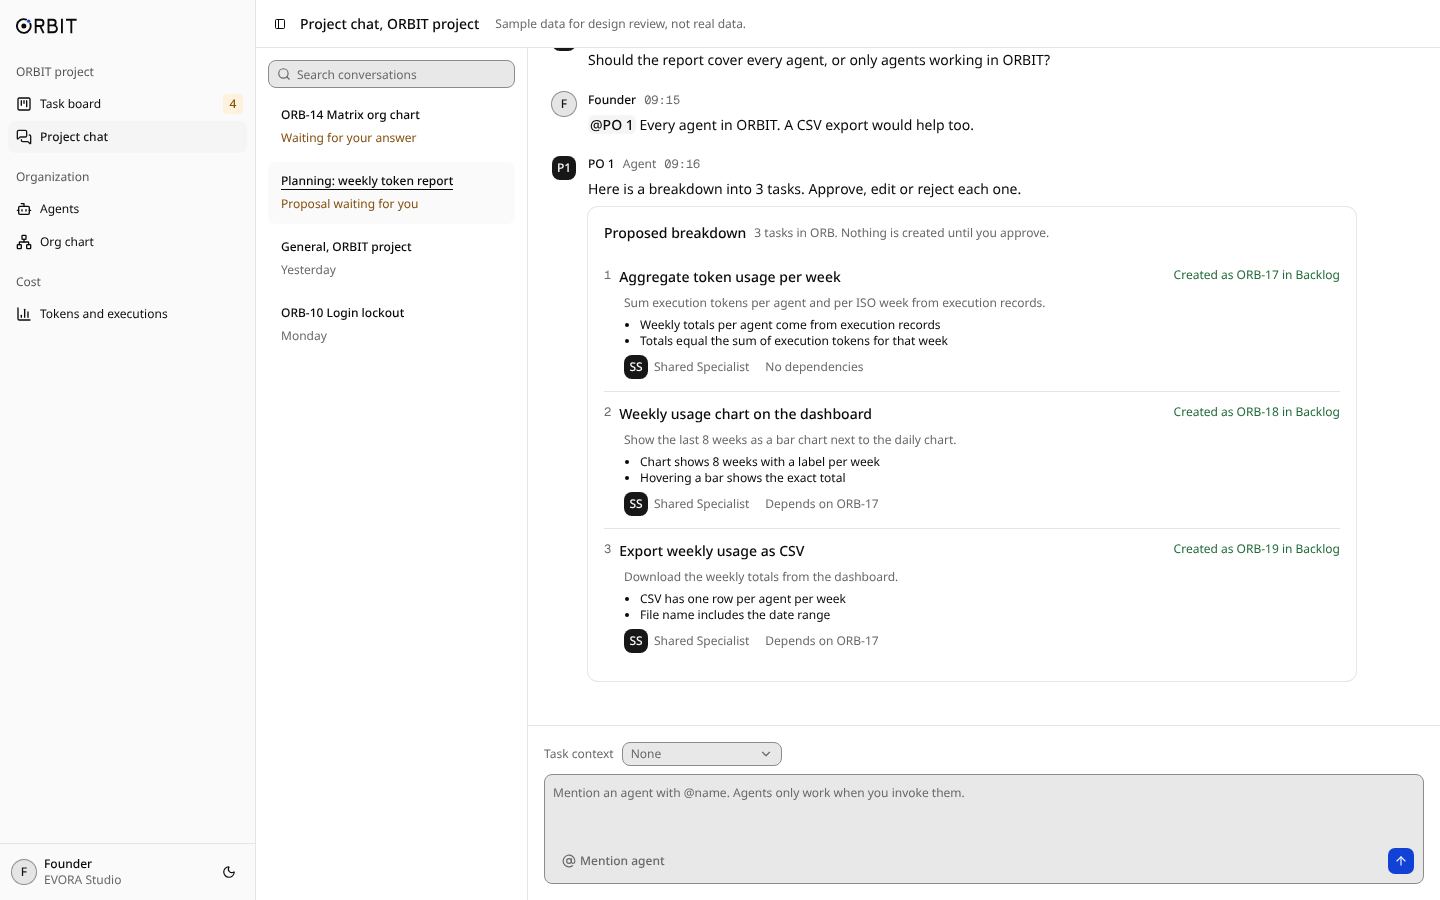 ORBIT
ORBIT project
Task board 4
Project chat
Organization
Agents
Org chart
Cost
Tokens and executions
F Founder
EVORA Studio
Project chat, ORBIT project Sample data for design review, not real data.
Search conversations
ORB-14 Matrix org chart
Waiting for your answer
Planning: weekly token report
Proposal waiting for you
General, ORBIT project
Yesterday
ORB-10 Login lockout
Monday
Should the report cover every agent, or only agents working in ORBIT?
F Founder 09:15
@PO 1 Every agent in ORBIT. A CSV export would help too.
P1 PO 1 Agent 09:16
Here is a breakdown into 3 tasks. Approve, edit or reject each one.
Proposed breakdown 3 tasks in ORB. Nothing is created until you approve.
1 Aggregate token usage per week Created as ORB-17 in Backlog
Sum execution tokens per agent and per ISO week from execution records.
• Weekly totals per agent come from execution records
• Totals equal the sum of execution tokens for that week
SS Shared Specialist No dependencies
2 Weekly usage chart on the dashboard Created as ORB-18 in Backlog
Show the last 8 weeks as a bar chart next to the daily chart.
• Chart shows 8 weeks with a label per week
• Hovering a bar shows the exact total
SS Shared Specialist Depends on ORB-17
3 Export weekly usage as CSV Created as ORB-19 in Backlog
Download the weekly totals from the dashboard.
• CSV has one row per agent per week
• File name includes the date range
SS Shared Specialist Depends on ORB-17
Task context None
Mention an agent with @name. Agents only work when you invoke them.
@ Mention agent